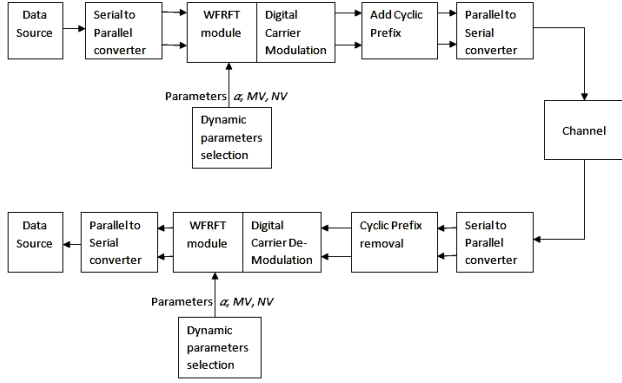 Data
Source
Serial to
Parallel
converter
WFRFT
module
Digital
Carrier
Modulation
Add Cyclic
Prefix
Parallel to
Serial
converter
Parameters α, MV, NV
Dynamic
parameters
selection
Channel
Data
Source
Parallel to
Serial
converter
WFRFT
module
Digital
Carrier De-
Modulation
Cyclic Prefix
removal
Serial to
Parallel
converter
Parameters α, MV, NV
Dynamic
parameters
selection